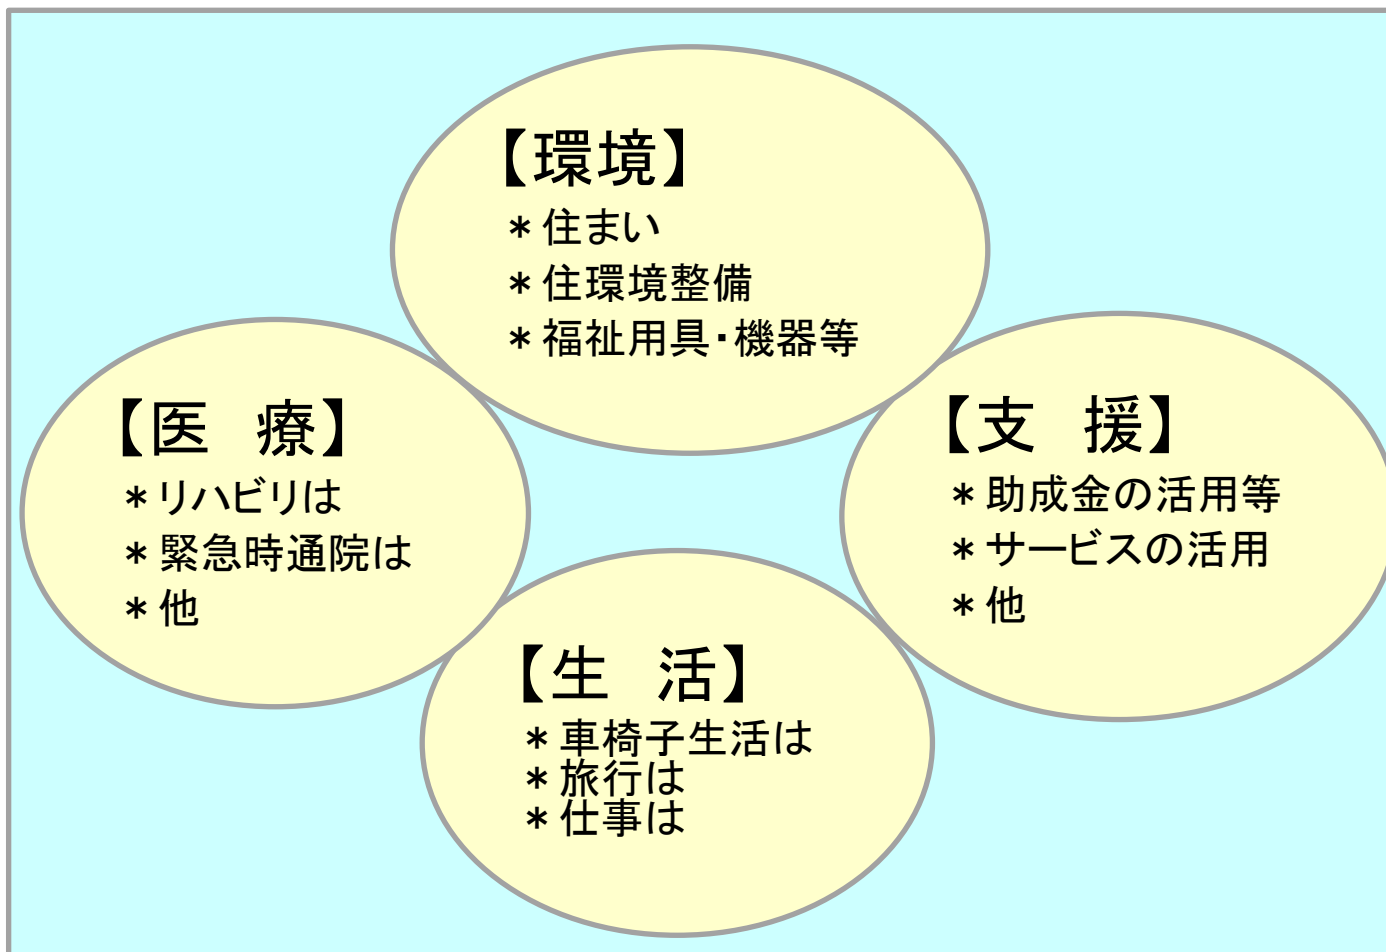 【環境】
＊住まい
＊住環境整備
＊福祉用具・機器等
【医　療】
＊リハビリは
＊緊急時通院は
＊他
【支　援】
＊助成金の活用等
＊サービスの活用
＊他
【生　活】
＊車椅子生活は
＊旅行は
＊仕事は